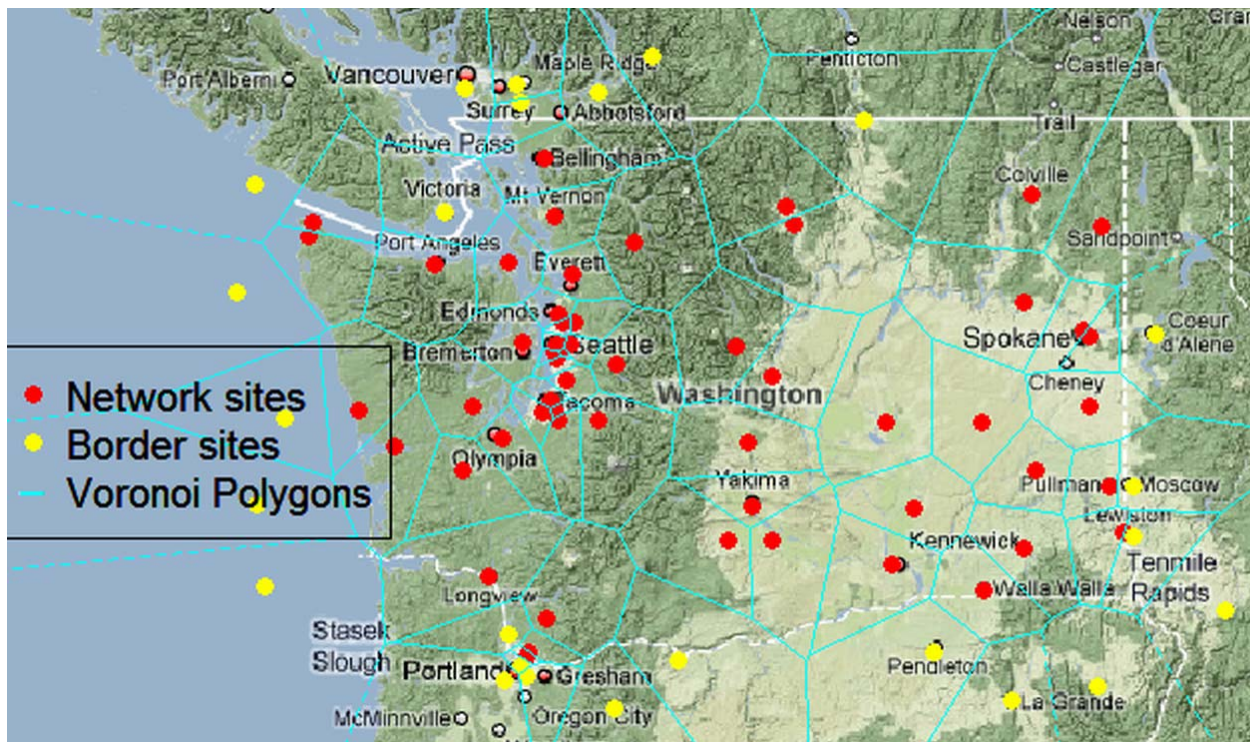 Nelson
Gran
Penticton
Maple Ridge
Port Alberni
Vancouver
Castlegar
Surrey
Abbotsford
Trail
Active Pass
Bellingham
Colville
Victoria
Mt Vernon
Port Angeles
Sandpoint
Everett
Edmonds
Coeur
d'Alene
Spokane
Bremerton
Seattle
Cheney
Network sites
Washington
Tacoma
Border sites
Olympia
Yakima
Pullman
Moscow
Voronoi Polygons
Lewiston
Kennewick
Tenmile
Rapids
Longview
Walla Walla
Stasek
Slough
Portland
Gresham
Pendleton
La Grande
McMinnville
Oregon City